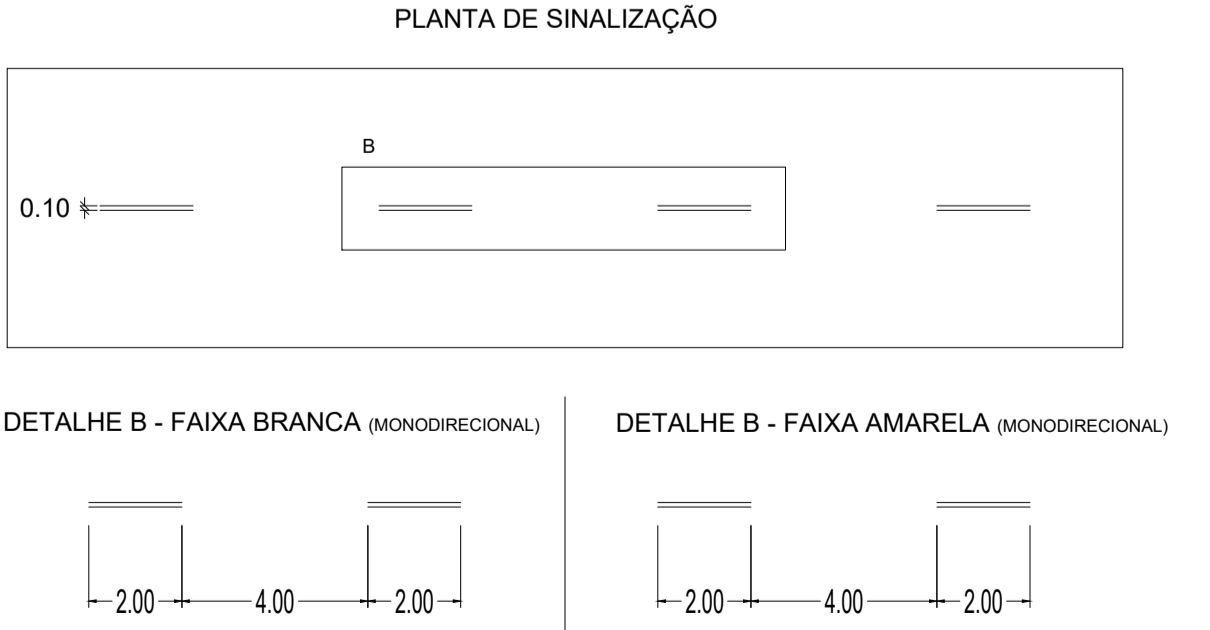 PLANTA DE SINALIZAÇÃO
B
0.10
DETALHE B - FAIXA BRANCA (MONODIRECIONAL)
2.00 4.00 2.00
DETALHE B - FAIXA AMARELA (MONODIRECIONAL)
2.00 4.00 2.00